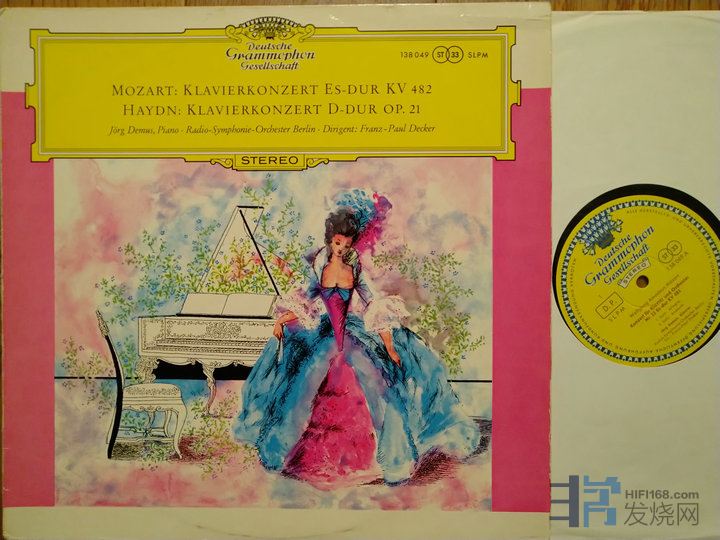 Deutsche
Grammophon
Gesellschaft
138 049 ST 33 SLPM
MOZART: KLAVIERKONZERT ES-DUR KV 482
HAYDN: KLAVIERKONZERT D-DUR OP. 21
Jörg Demus, Piano · Radio-Symphonie-Orchester Berlin · Dirigent: Franz-Paul Decker
STEREO
Deutsche
Grammophon
Gesellschaft
STEREO
ST 33
D.P.
SLPM
HIFI168.com
发烧网